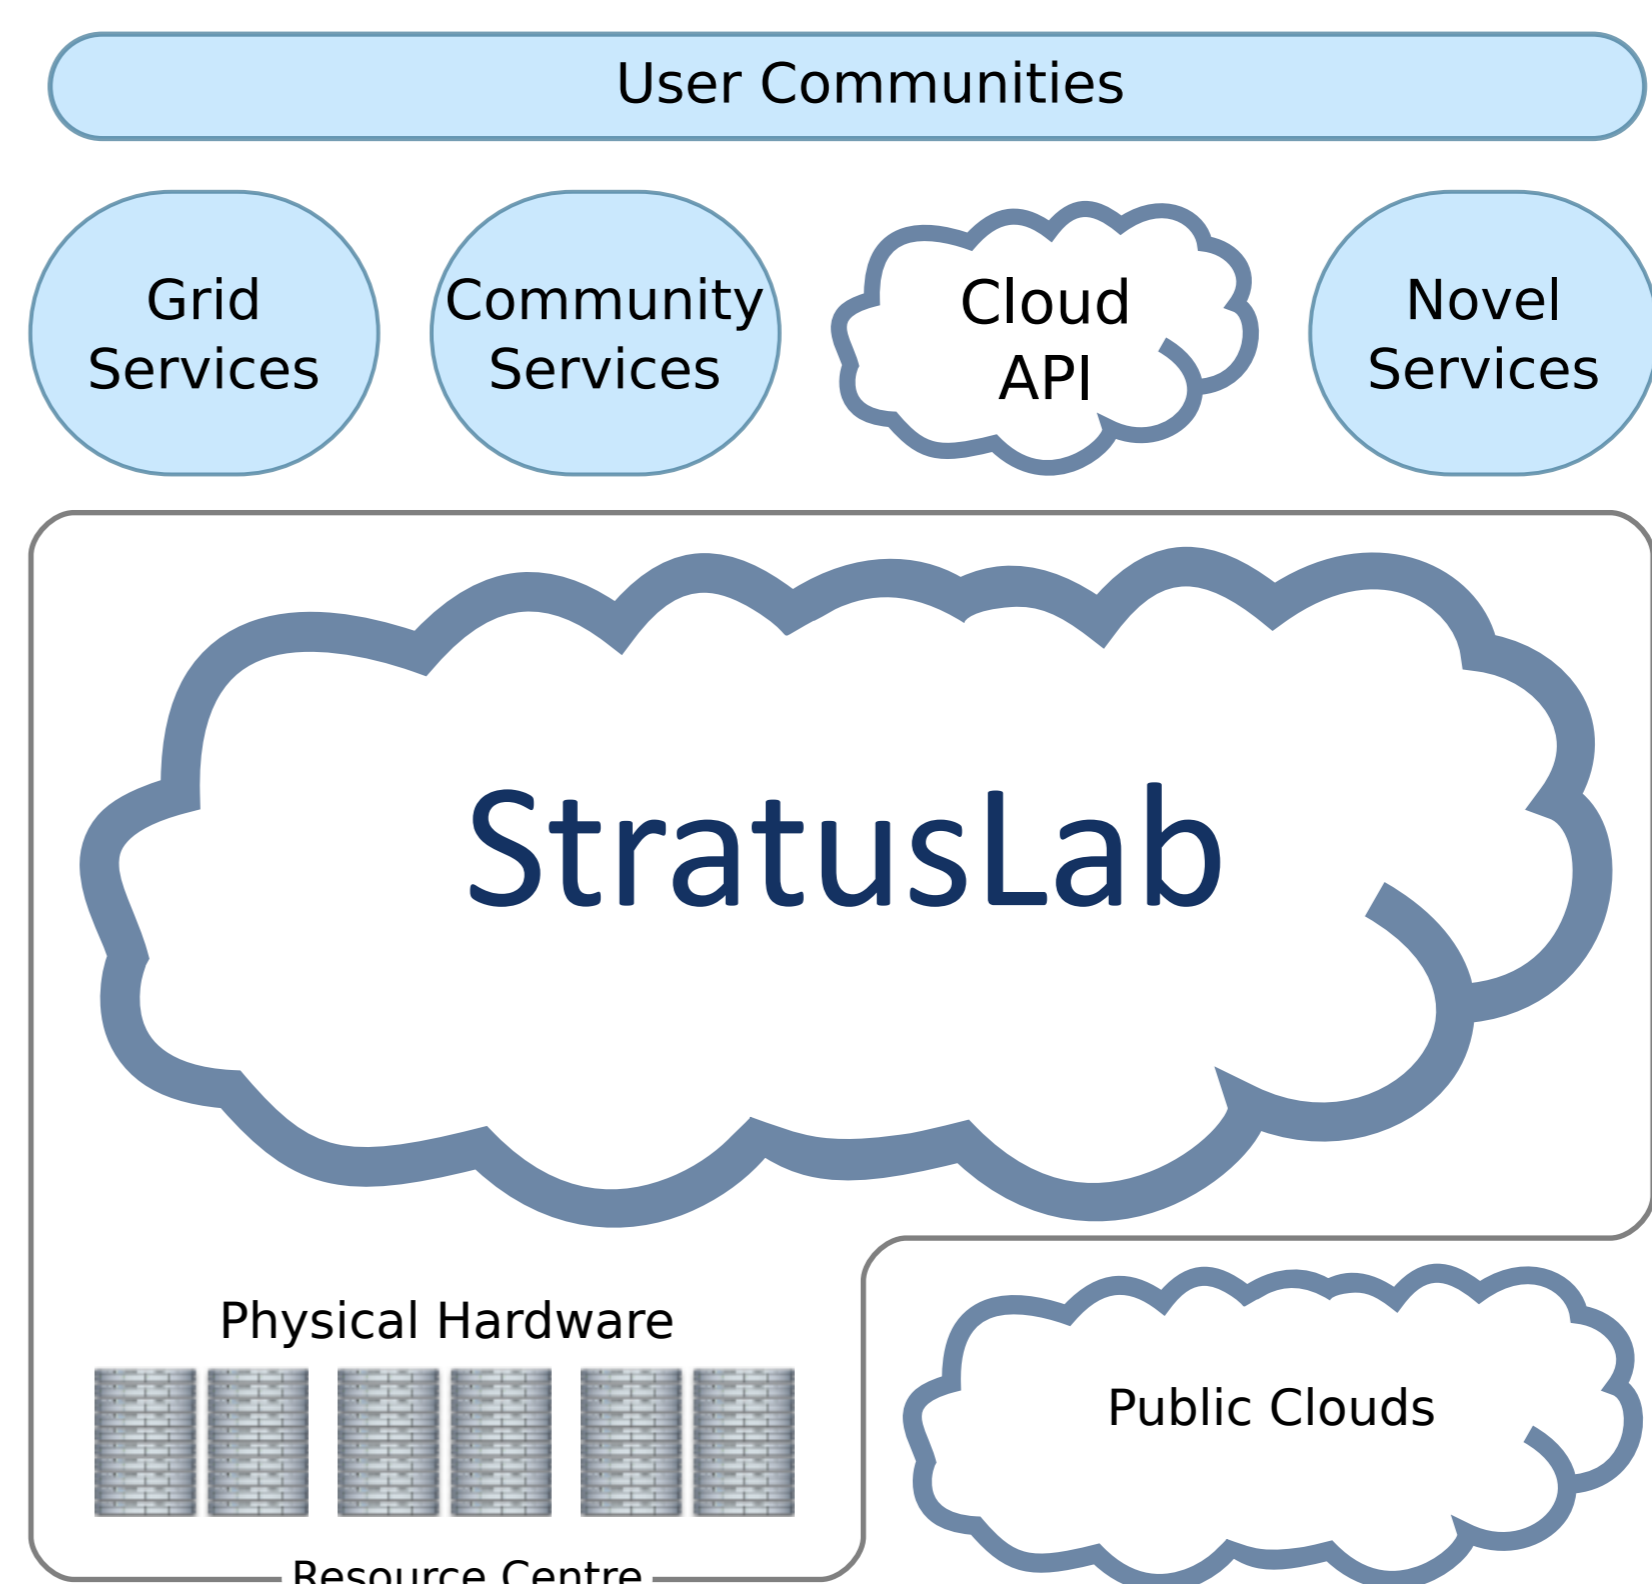 User Communities
Grid
Services
Community
Services
Cloud
API
Novel
Services
StratusLab
Physical Hardware
Public Clouds
Resource Centre